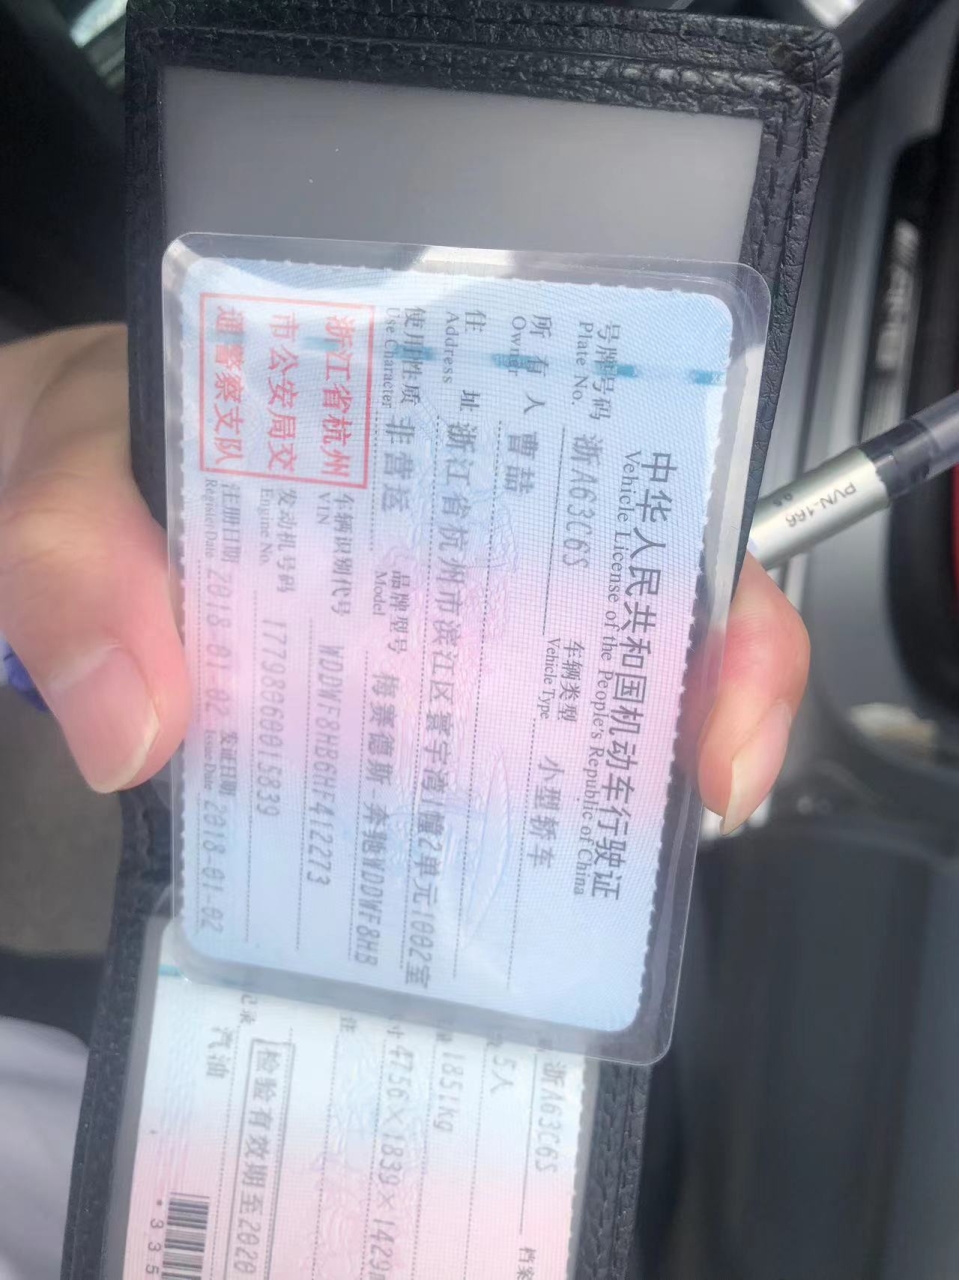 中华人民共和国机动车行驶证
Vehicle License of the People's Republic of China
号牌号码 浙A63C6S 车辆类型 小型轿车
Plate No. Vehicle Type
所有人 曹喆
Owner
住址 浙江省杭州市滨江区寰宇湾1幢2单元1002室
Address
使用性质 非营运 品牌型号 梅赛德斯-奔驰WDDWF8HB
Use Character Model
浙江省杭州
市公安局交
通警察支队
车辆识别代号 WDDWF8HB6HF412273
VIN
发动机号码 17798060015839
Engine No.
注册日期 2018-01-02 发证日期 2018-01-02
Register Date Issue Date
浙A63C6S 档案
5人
1851kg
寸 4756×1839×1429
注
检验有效期至2020
记录
汽油
*335
PVN-166